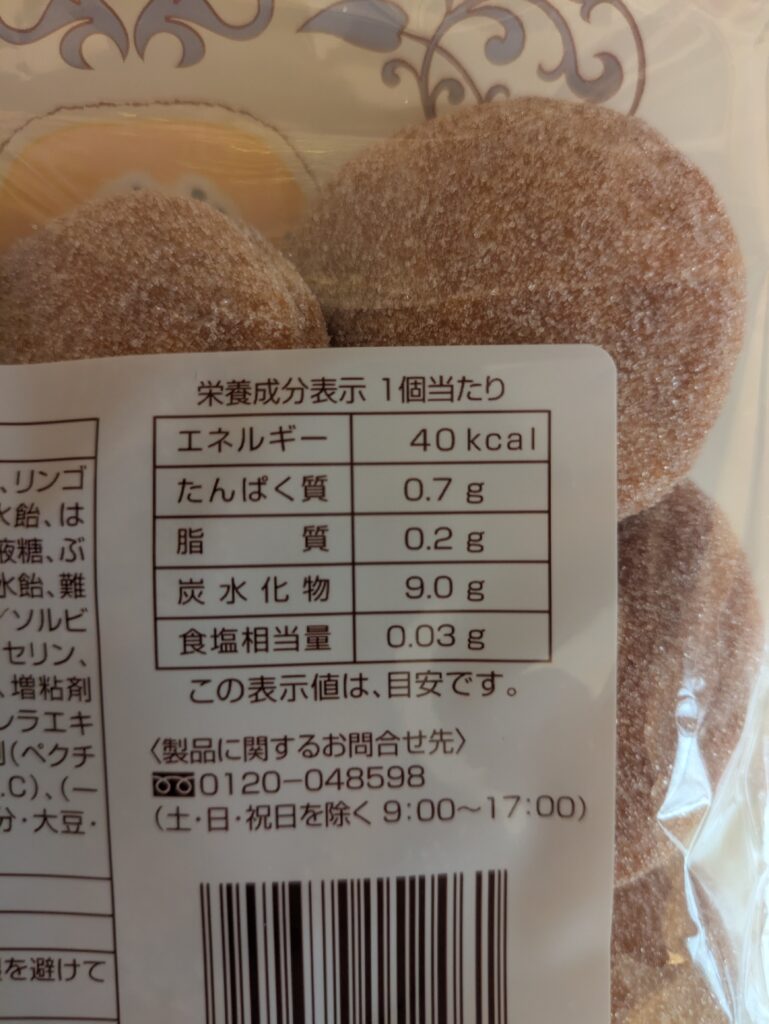 栄養成分表示 1個当たり
エネルギー 40kcal
たんぱく質 0.7g
脂質 0.2g
炭水化物 9.0g
食塩相当量 0.03g
この表示値は、目安です。
〈製品に関するお問合せ先〉
0120-048598
(土・日・祝日を除く 9:00〜17:00)
、リンゴ
水飴、は
液糖、ぶ
水飴、難
/ソルビ
セリン、
、増粘剤
ンラエキ
(ペクチ
.C)、(一
分・大豆・
を避けて